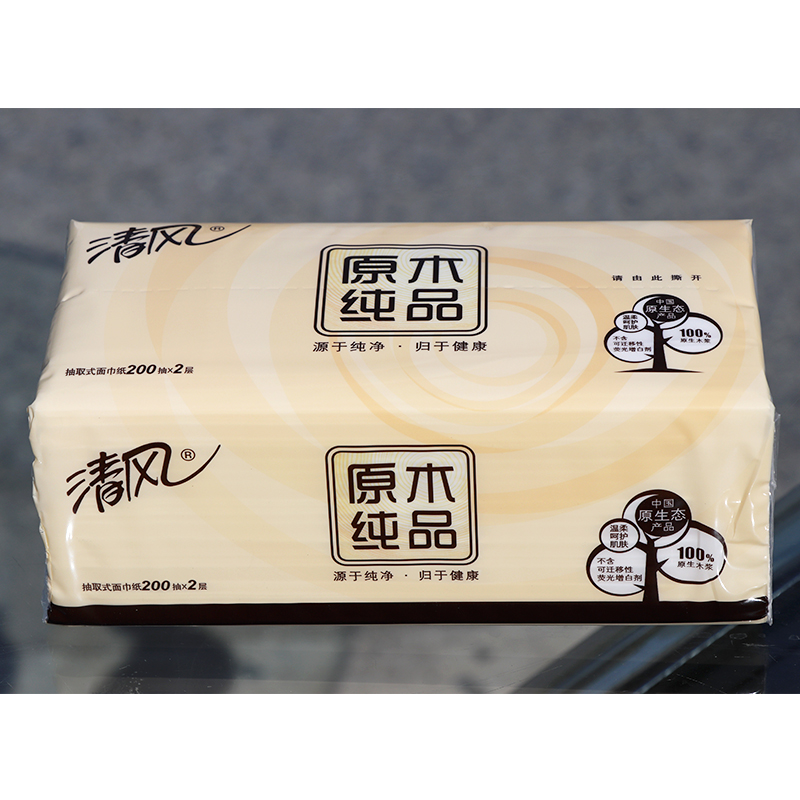 清风®
原木
纯品
源于纯净·归于健康
请由此撕开
中国
原生态
产品
温柔
呵护
肌肤
不含
可迁移性
荧光增白剂
100%
原生木浆
抽取式面巾纸200抽×2层
清风®
原木
纯品
源于纯净·归于健康
中国
原生态
产品
温柔
呵护
肌肤
不含
可迁移性
荧光增白剂
100%
原生木浆
抽取式面巾纸200抽×2层